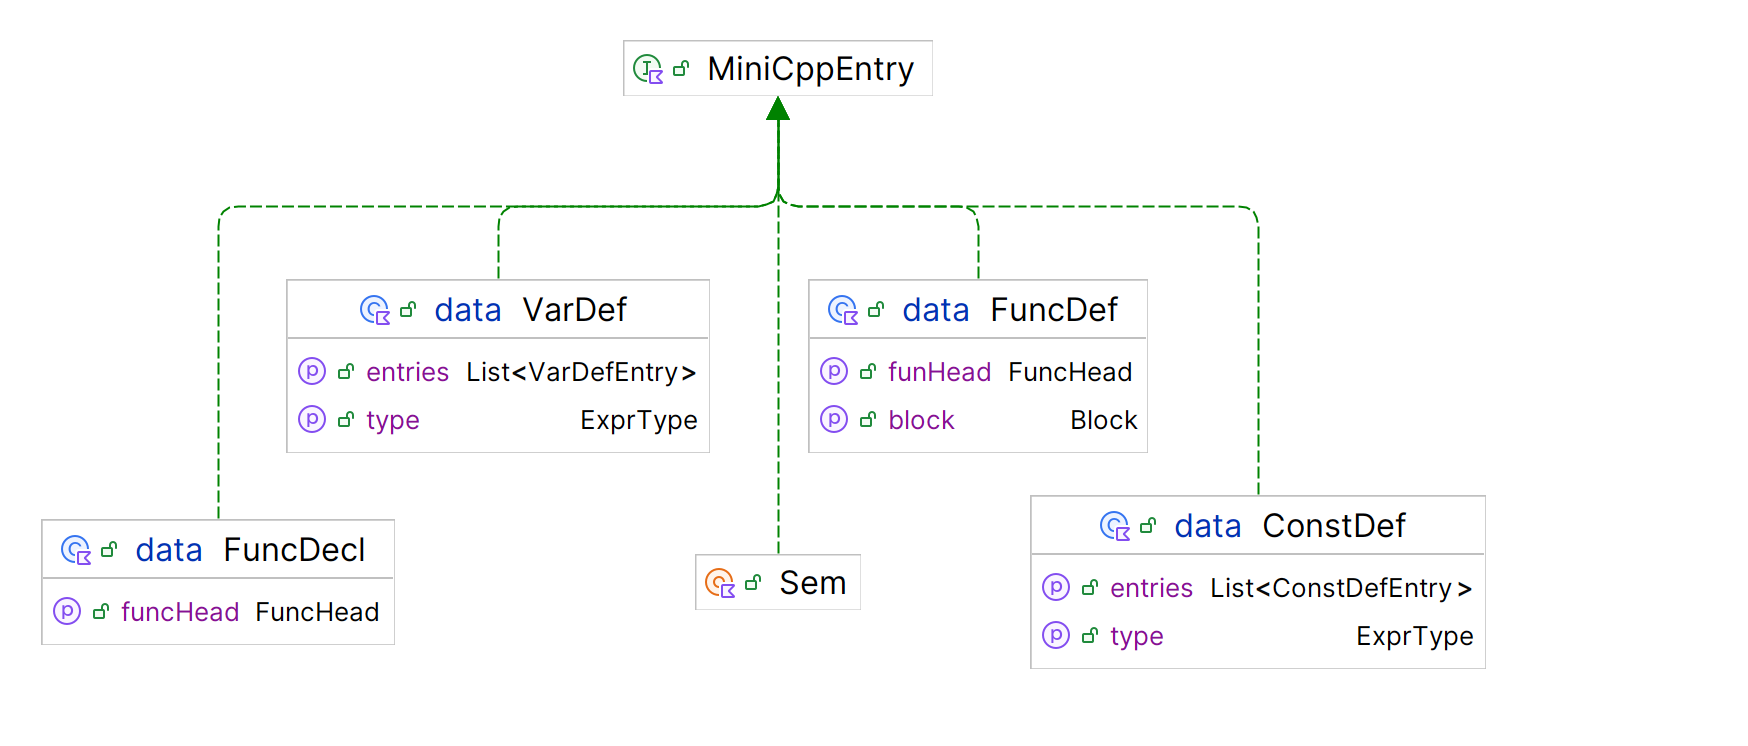 MiniCppEntry
data VarDef
entries List<VarDefEntry>
type ExprType
data FuncDef
funHead FuncHead
block Block
data FuncDecl
funcHead FuncHead
Sem
data ConstDef
entries List<ConstDefEntry>
type ExprType